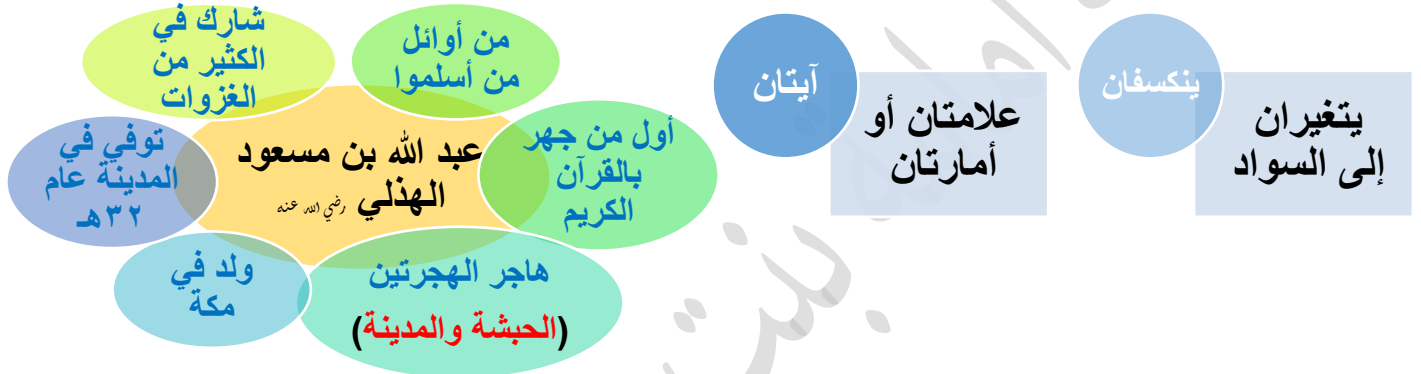 ينكسفان
يتغيران
إلى السواد
آيتان
علامتان أو
أمارتان
عبد الله بن مسعود
الهذلي رضي الله عنه
من أوائل
من أسلموا
أول من جهر
بالقرآن
الكريم
هاجر الهجرتين
(الحبشة والمدينة)
ولد في
مكة
توفي في
المدينة عام
٣٢هـ
شارك في
الكثير من
الغزوات